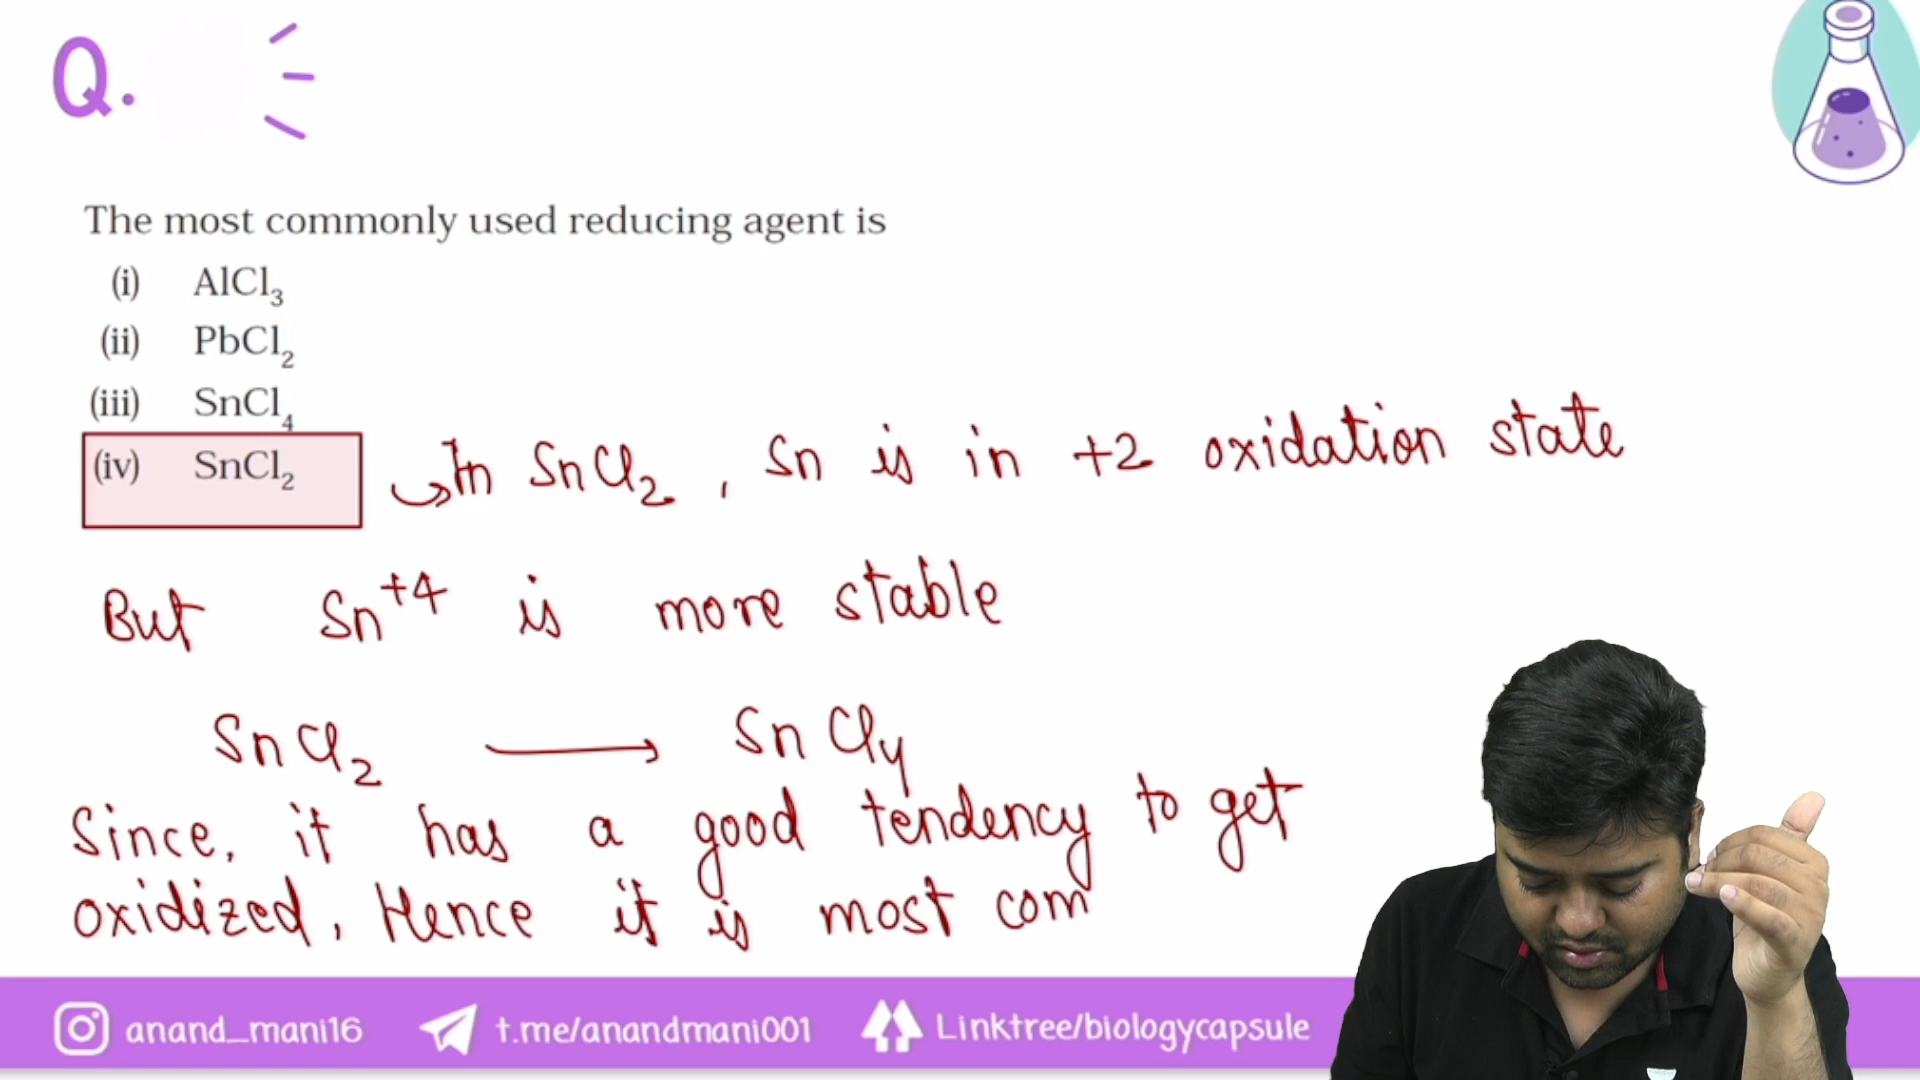 Q.
The most commonly used reducing agent is
(i) AlCl₃
(ii) PbCl₂
(iii) SnCl₄
(iv) SnCl₂ ↪In SnCl₂, Sn is in +2 oxidation state
But Sn⁺⁴ is more stable
SnCl₂ ⟶ SnCl₄
Since, it has a good tendency to get
oxidized, Hence it is most com
anand_mani16 t.me/anandmani001 Linktree/biologycapsule